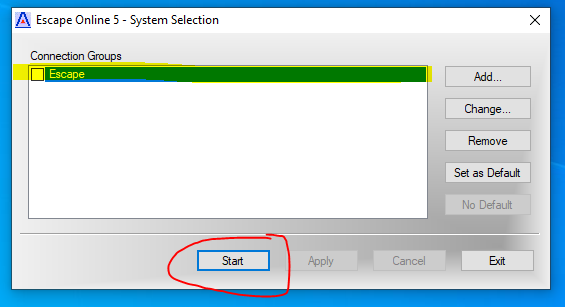 Escape Online 5 - System Selection
Connection Groups
Escape
Add...
Change...
Remove
Set as Default
No Default
Start
Apply
Cancel
Exit